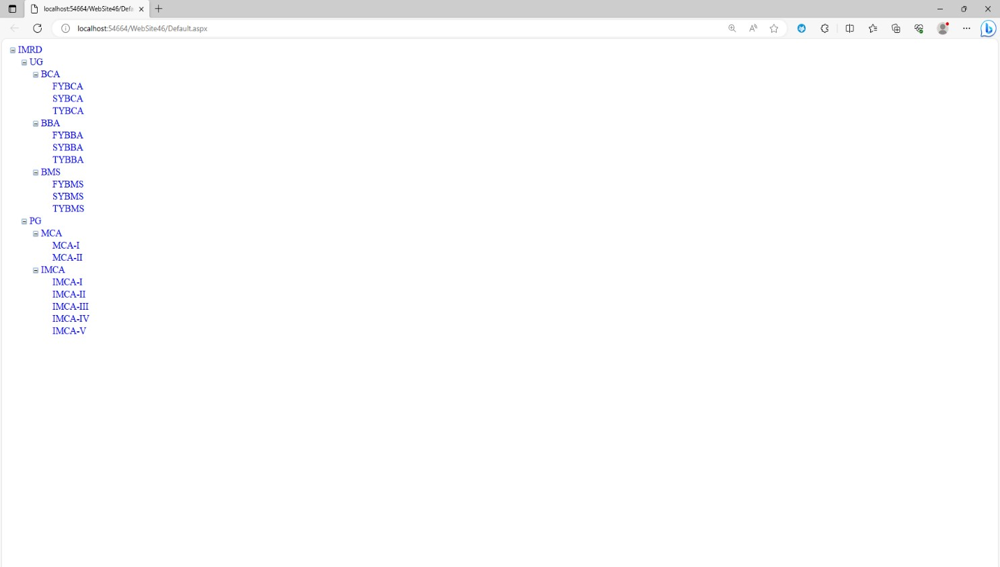 localhost:54664/WebSite46/Defa
localhost:54664/WebSite46/Default.aspx
IMRD
UG
BCA
FYBCA
SYBCA
TYBCA
BBA
FYBBA
SYBBA
TYBBA
BMS
FYBMS
SYBMS
TYBMS
PG
MCA
MCA-I
MCA-II
IMCA
IMCA-I
IMCA-II
IMCA-III
IMCA-IV
IMCA-V